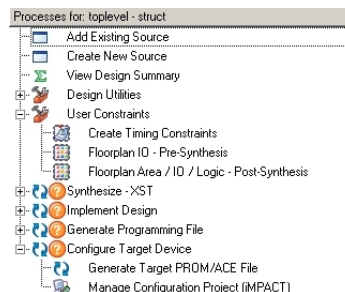 Processes for: toplevel - struct
Add Existing Source
Create New Source
View Design Summary
Design Utilities
User Constraints
Create Timing Constraints
Floorplan IO - Pre-Synthesis
Floorplan Area / IO / Logic - Post-Synthesis
Synthesize - XST
Implement Design
Generate Programming File
Configure Target Device
Generate Target PROM/ACE File
Manage Configuration Project (iMPACT)